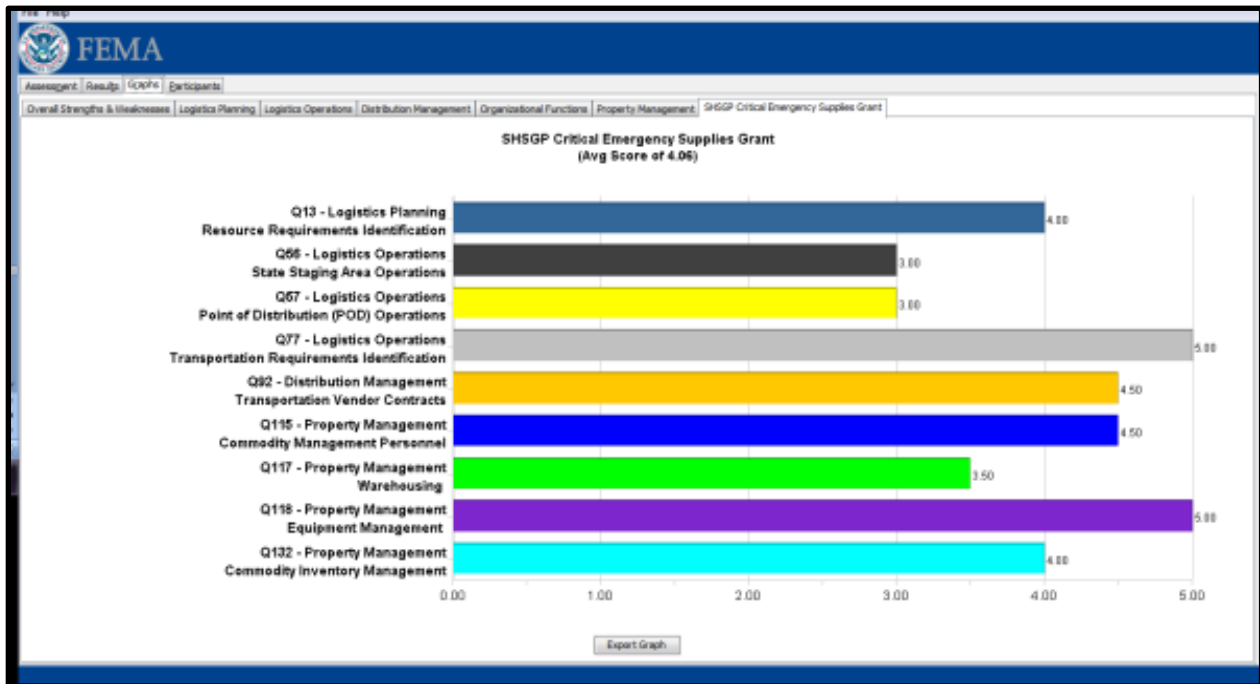 File Help
FEMA
Assessment Results Graphs Participants
Overall Strengths & Weaknesses Logistics Planning Logistics Operations Distribution Management Organizational Functions Property Management SHSGP Critical Emergency Supplies Grant
SHSGP Critical Emergency Supplies Grant
(Avg Score of 4.06)
Q13 - Logistics Planning
Resource Requirements Identification
4.00
Q66 - Logistics Operations
State Staging Area Operations
3.00
Q67 - Logistics Operations
Point of Distribution (POD) Operations
3.00
Q77 - Logistics Operations
Transportation Requirements Identification
5.00
Q92 - Distribution Management
Transportation Vendor Contracts
4.50
Q115 - Property Management
Commodity Management Personnel
4.50
Q117 - Property Management
Warehousing
3.50
Q118 - Property Management
Equipment Management
5.00
Q132 - Property Management
Commodity Inventory Management
4.00
0.00 1.00 2.00 3.00 4.00 5.00
Export Graph